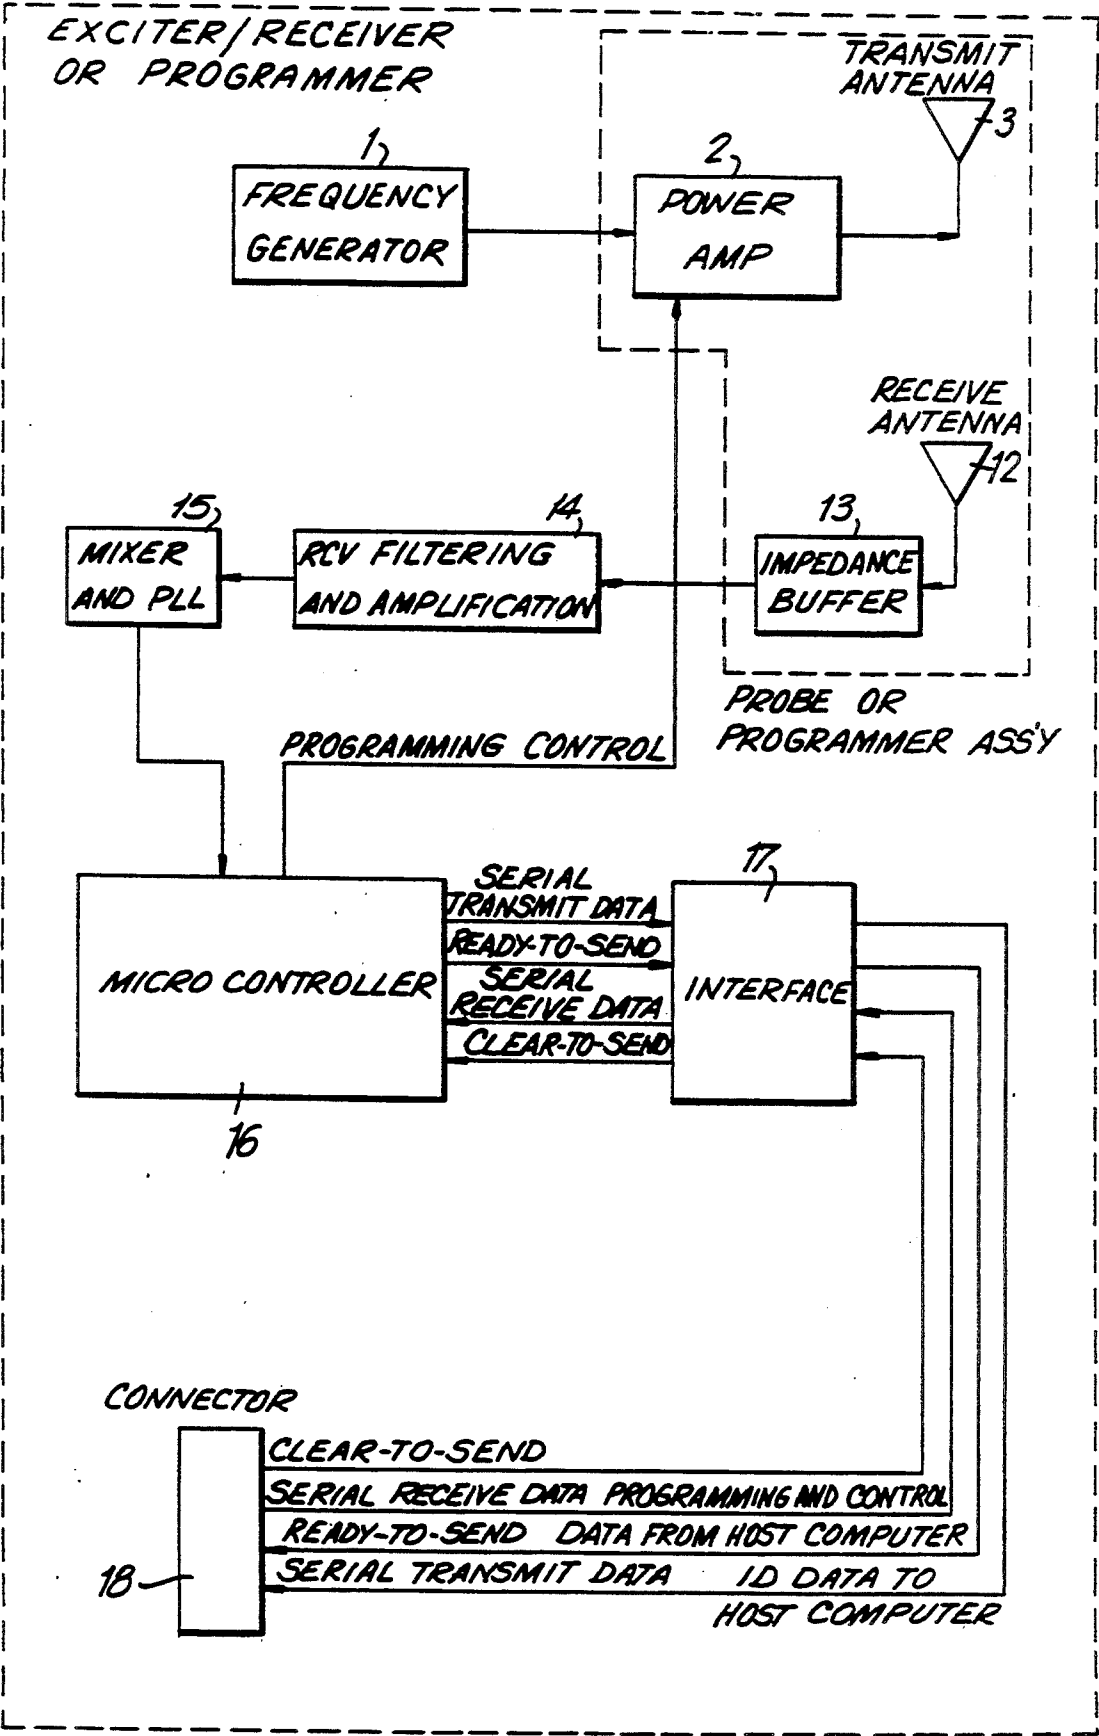 EXCITER/RECEIVER
OR PROGRAMMER
TRANSMIT
ANTENNA
3
1
FREQUENCY
GENERATOR
2
POWER
AMP
RECEIVE
ANTENNA
12
15
MIXER
AND PLL
14
RCV FILTERING
AND AMPLIFICATION
13
IMPEDANCE
BUFFER
PROBE OR
PROGRAMMER ASS'Y
PROGRAMMING CONTROL
MICRO CONTROLLER
16
SERIAL
TRANSMIT DATA
READY-TO-SEND
SERIAL
RECEIVE DATA
CLEAR-TO-SEND
17
INTERFACE
CONNECTOR
18
CLEAR-TO-SEND
SERIAL RECEIVE DATA PROGRAMMING AND CONTROL
READY-TO-SEND DATA FROM HOST COMPUTER
SERIAL TRANSMIT DATA ID DATA TO
HOST COMPUTER